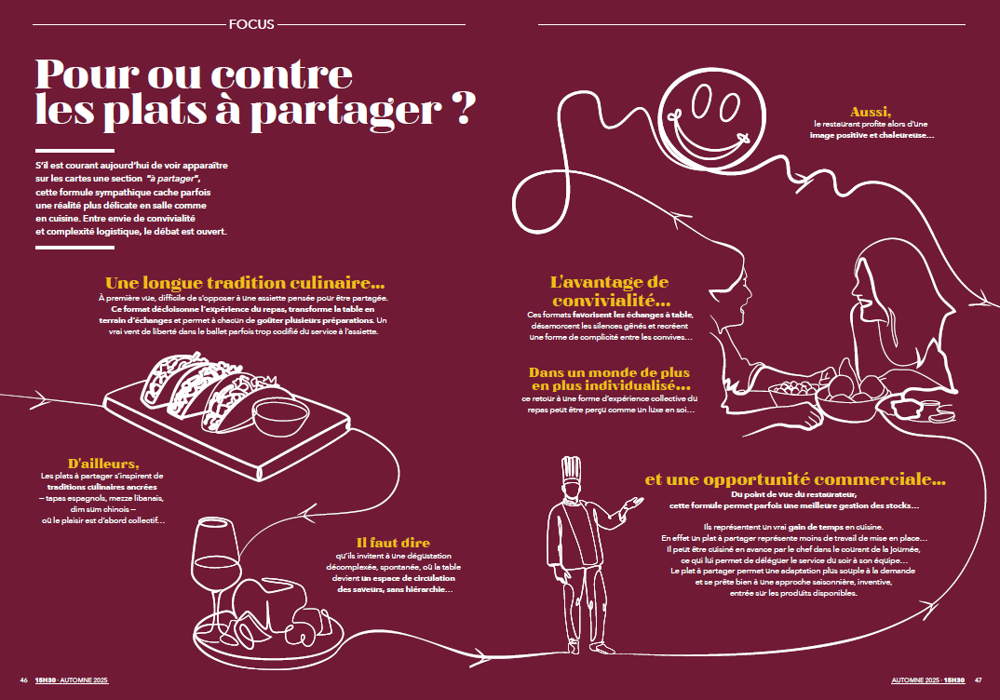 FOCUS
Pour ou contre
les plats à partager ?
S'il est courant aujourd'hui de voir apparaître
sur les cartes une section "à partager",
cette formule sympathique cache parfois
une réalité plus délicate en salle comme
en cuisine. Entre envie de convivialité
et complexité logistique, le débat est ouvert.
Une longue tradition culinaire...
À première vue, difficile de s'opposer à une assiette pensée pour être partagée.
Ce format décloisonne l'expérience du repas, transforme la table en
terrain d'échanges et permet à chacun de goûter plusieurs préparations. Un
vrai vent de liberté dans le ballet parfois trop codifié du service à l'assiette.
D'ailleurs,
Les plats à partager s'inspirent de
traditions culinaires ancrées
– tapas espagnols, mezze libanais,
dim sum chinois –
où le plaisir est d'abord collectif...
Il faut dire
qu'ils invitent à une dégustation
décomplexée, spontanée, où la table
devient un espace de circulation
des saveurs, sans hiérarchie...
46 15H30 · AUTOMNE 2025
Aussi,
le restaurant profite alors d'une
image positive et chaleureuse...
L'avantage de
convivialité...
Ces formats favorisent les échanges à table,
désamorcent les silences gênés et recréent
une forme de complicité entre les convives...
Dans un monde de plus
en plus individualisé...
ce retour à une forme d'expérience collective du
repas peut être perçu comme un luxe en soi...
et une opportunité commerciale...
Du point de vue du restaurateur,
cette formule permet parfois une meilleure gestion des stocks...
Ils représentent un vrai gain de temps en cuisine.
En effet un plat à partager représente moins de travail de mise en place...
Il peut être cuisiné en avance par le chef dans le courant de la journée,
ce qui lui permet de déléguer le service du soir à son équipe...
Le plat à partager permet une adaptation plus souple à la demande
et se prête bien à une approche saisonnière, inventive,
entrée sur les produits disponibles.
AUTOMNE 2025 · 15H30 47